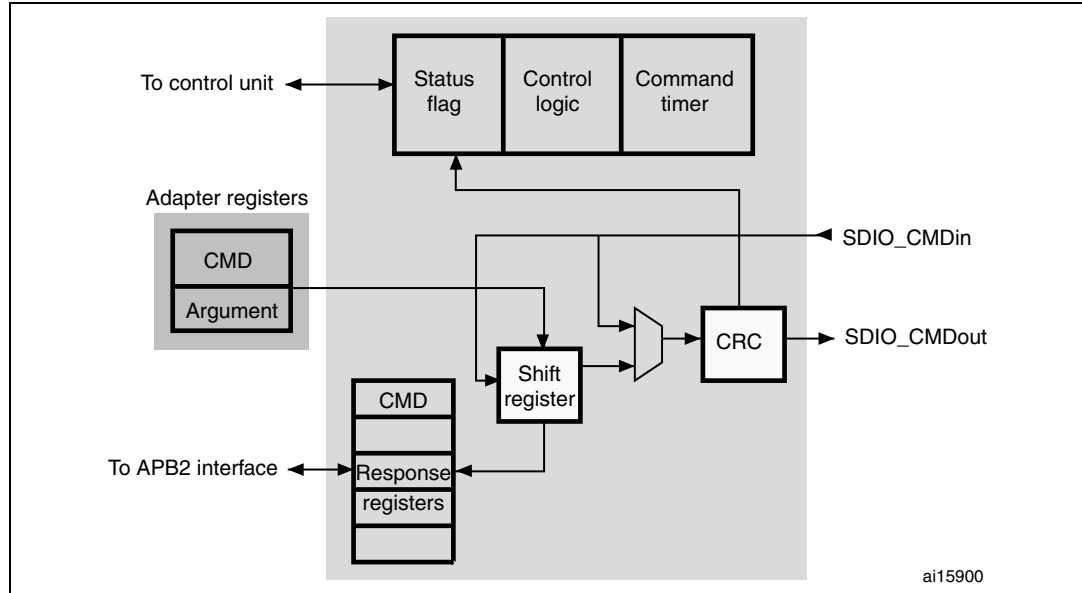 To control unit
Status
flag
Control
logic
Command
timer
Adapter registers
CMD
Argument
SDIO_CMDin
SDIO_CMDout
CRC
Shift
register
CMD
To APB2 interface
Response
registers
ai15900